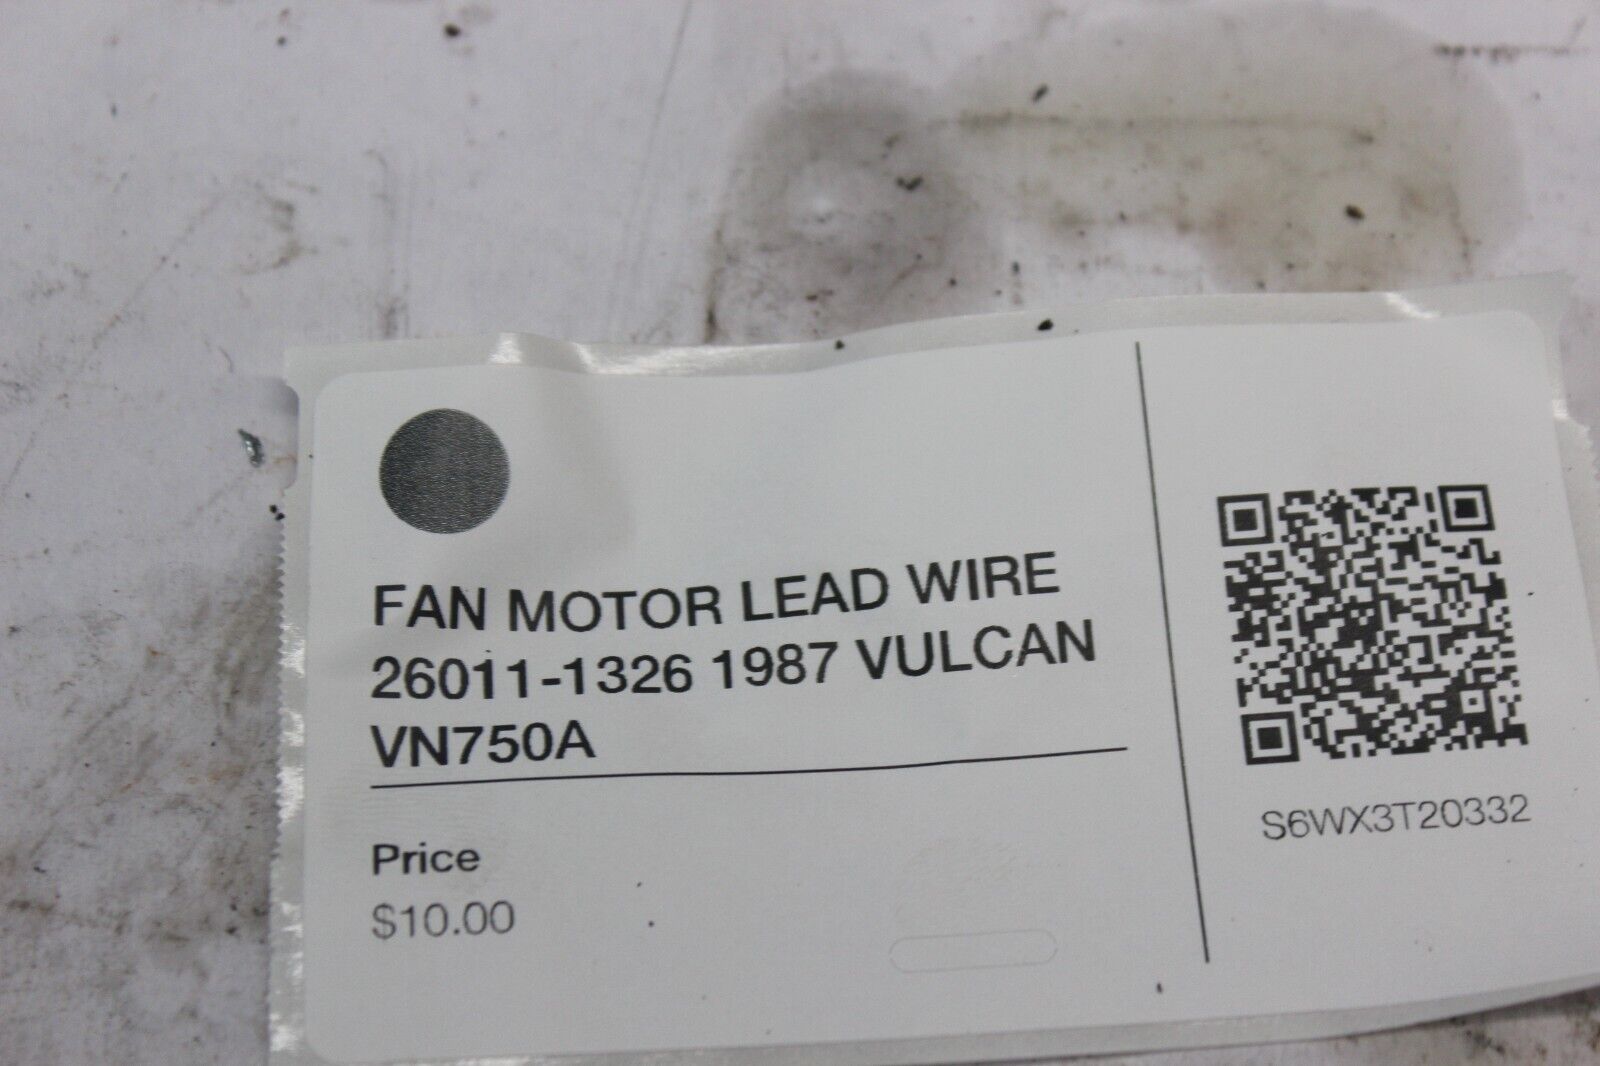 FAN MOTOR LEAD WIRE
26011-1326 1987 VULCAN
VN750A
Price
$10.00
S6WX3T20332